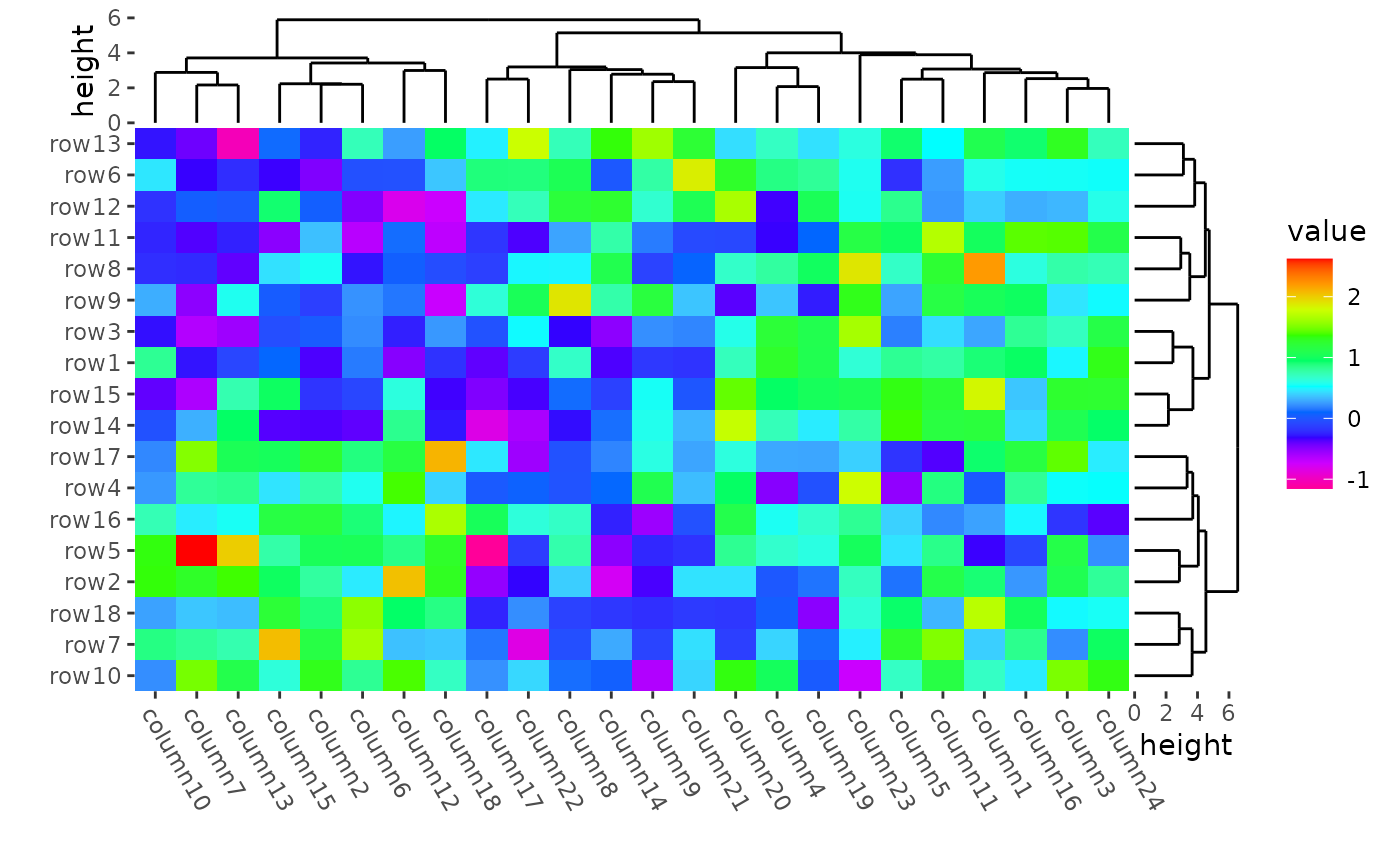 height
6
4
2
0
row13
row6
row12
row11
row8
row9
row3
row1
row15
row14
row17
row4
row16
row5
row2
row18
row7
row10
column10
column7
column13
column15
column2
column6
column12
column18
column17
column22
column8
column14
column9
column21
column20
column4
column19
column23
column5
column11
column1
column16
column3
column24
0 2 4 6
height
value
2
1
0
-1